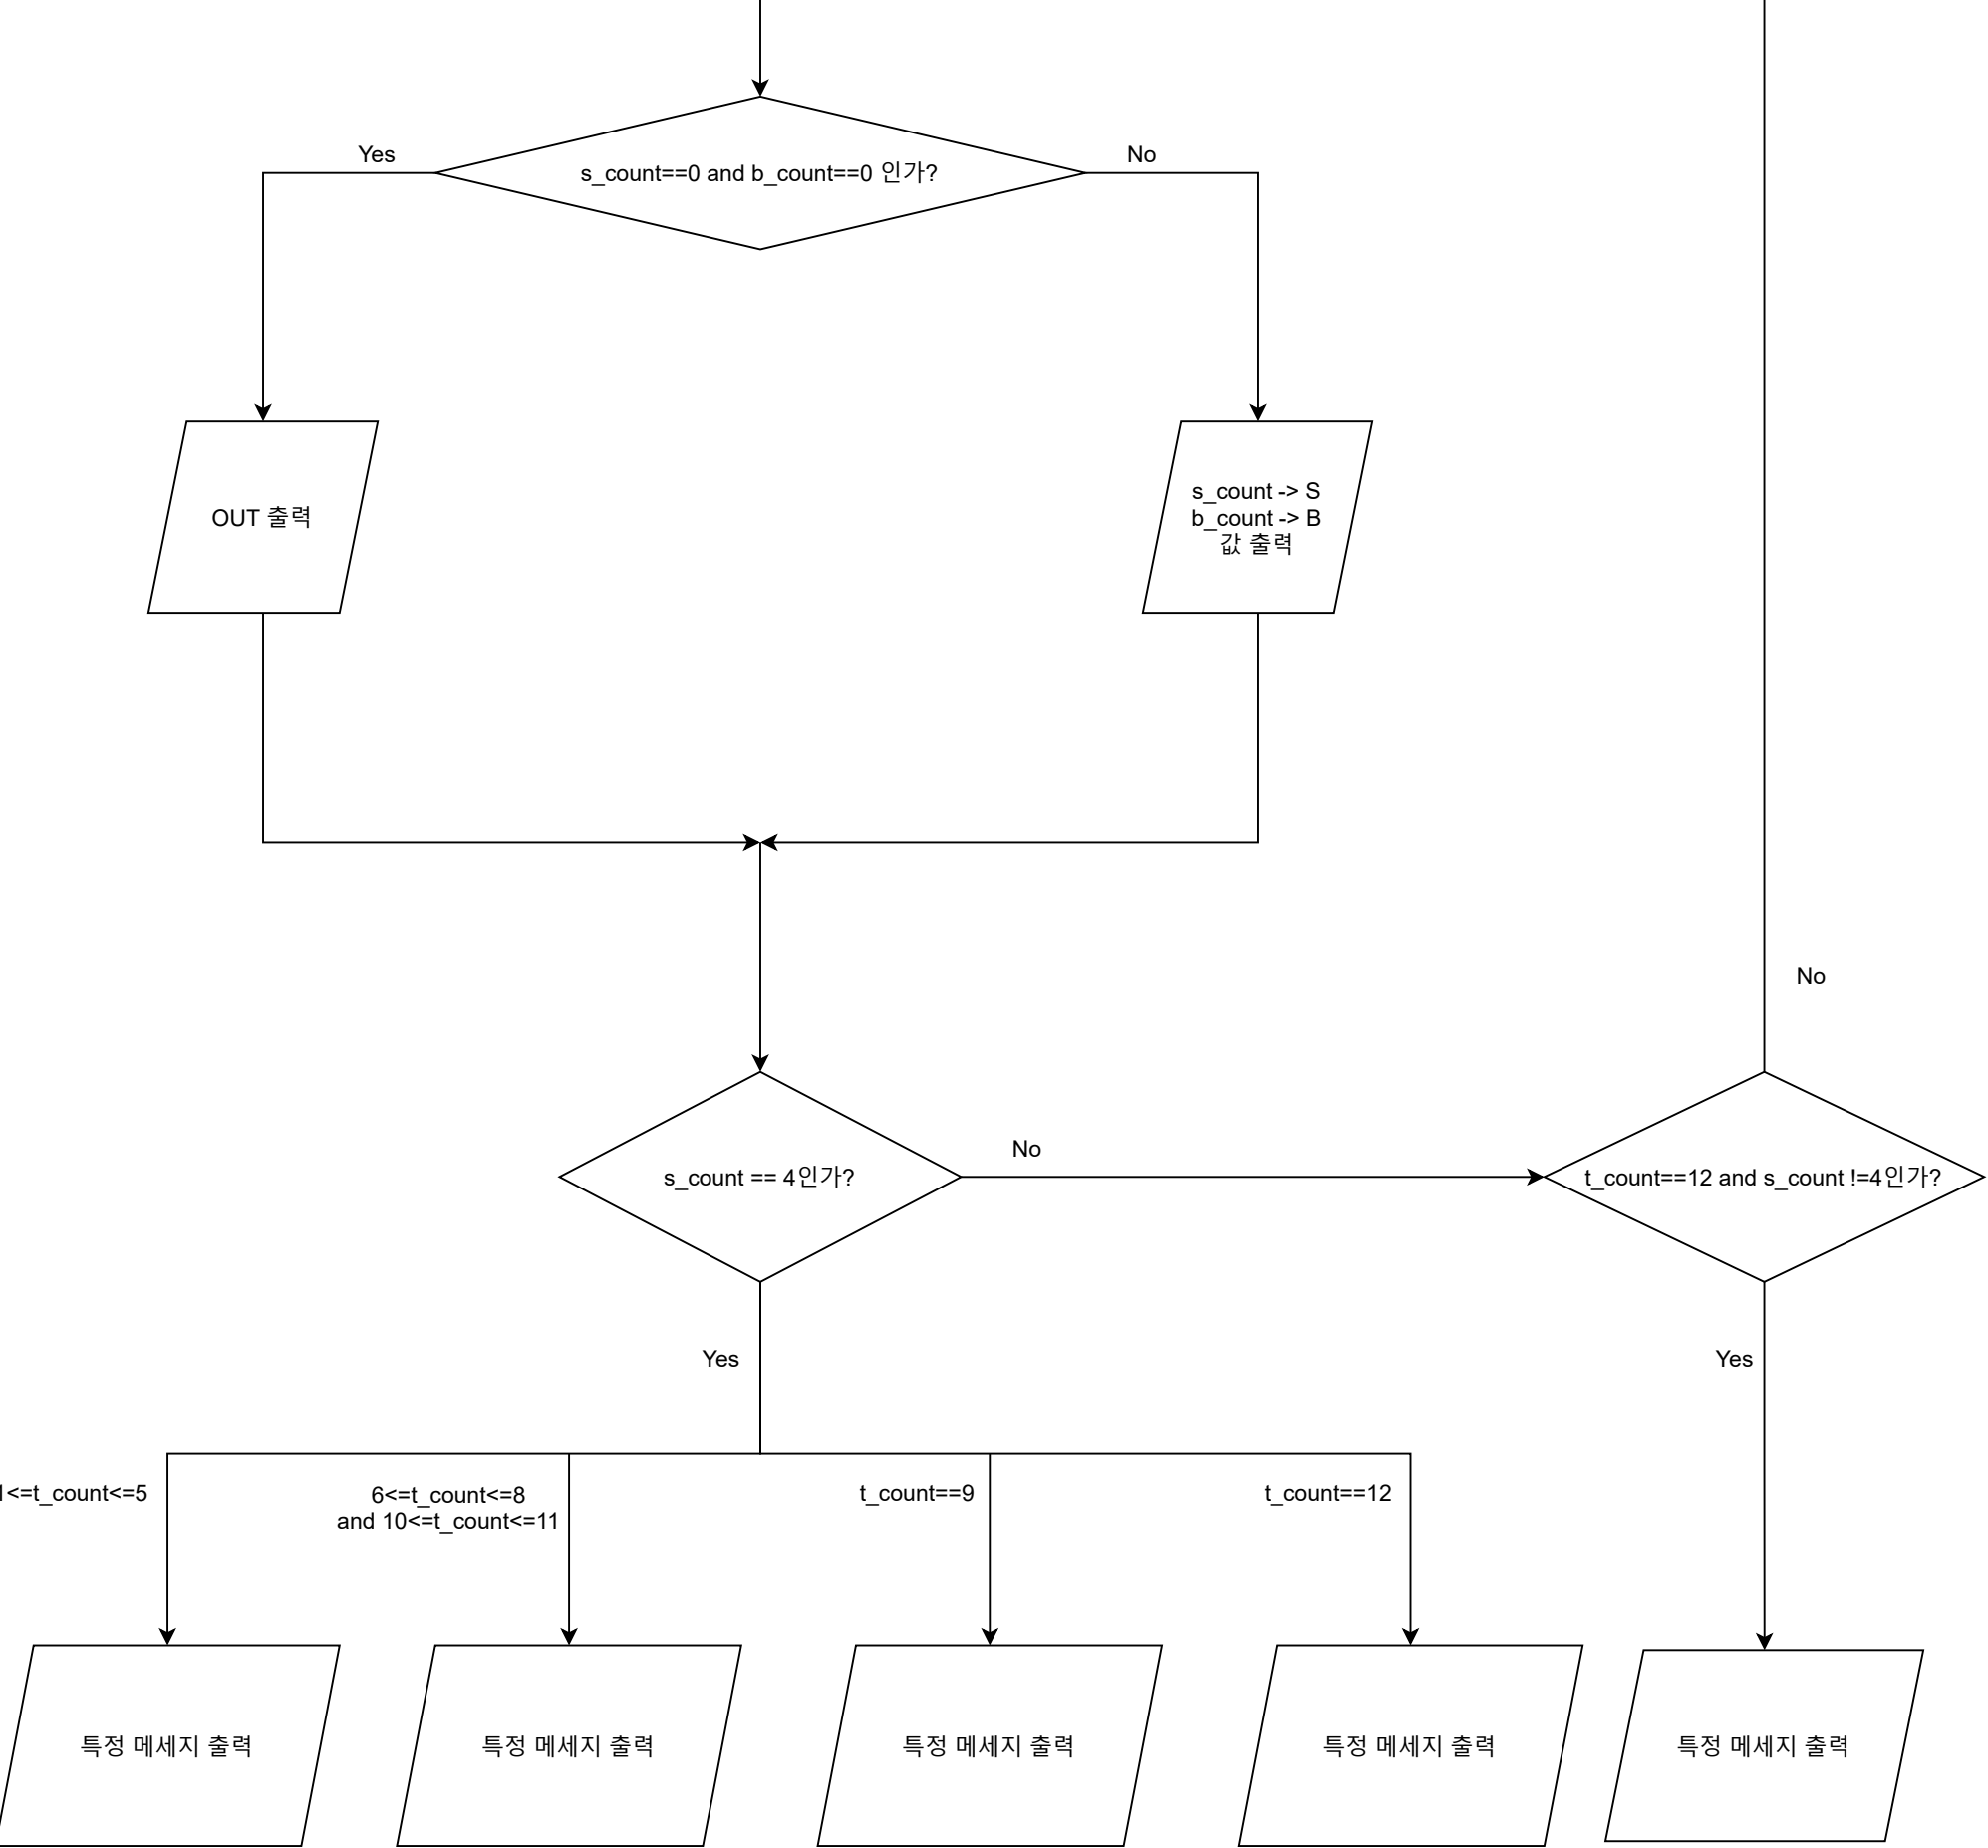 Yes
No
s_count==0 and b_count==0 인가?
OUT 출력
s_count -> S
b_count -> B
값 출력
No
No
s_count == 4인가?
t_count==12 and s_count !=4인가?
Yes
Yes
<=t_count<=5
6<=t_count<=8
and 10<=t_count<=11
t_count==9
t_count==12
특정 메세지 출력
특정 메세지 출력
특정 메세지 출력
특정 메세지 출력
특정 메세지 출력